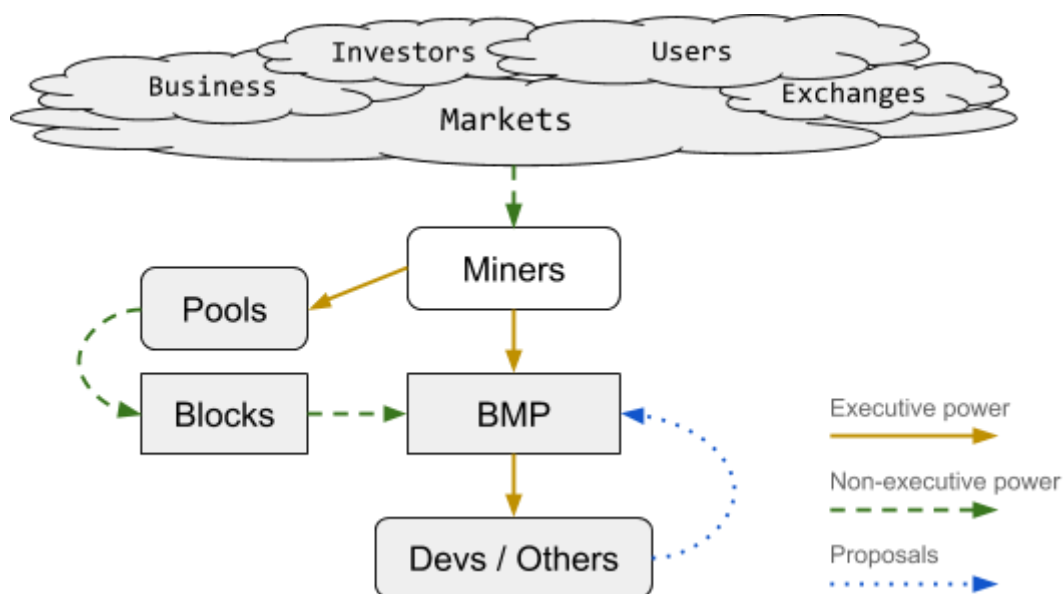 Investors
Users
Business
Exchanges
Markets
Miners
Pools
Blocks
BMP
Executive power
Non-executive power
Devs / Others
Proposals